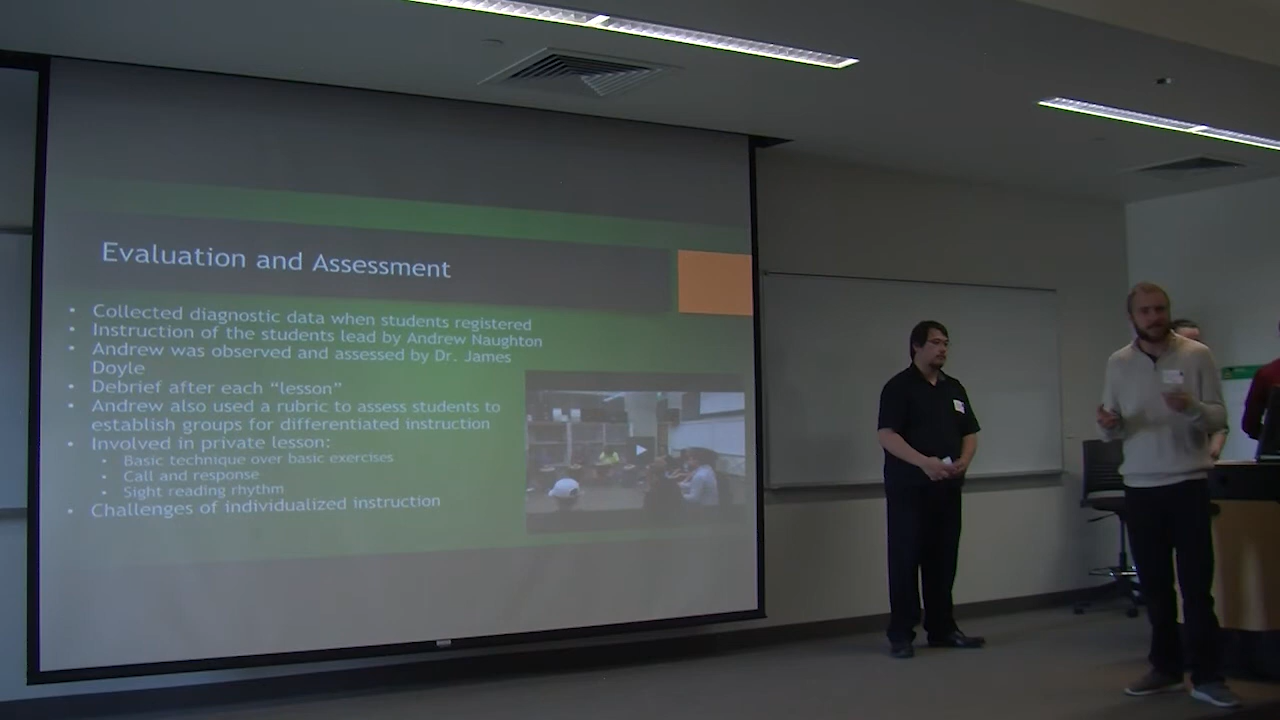 Evaluation and Assessment
• Collected diagnostic data when students registered
• Instruction of the students lead by Andrew Naughton
• Andrew was observed and assessed by Dr. James
Doyle
• Debrief after each “lesson”
• Andrew also used a rubric to assess students to
establish groups for differentiated instruction
• Involved in private lesson:
• Basic technique over basic exercises
• Call and response
• Sight reading rhythm
• Challenges of individualized instruction